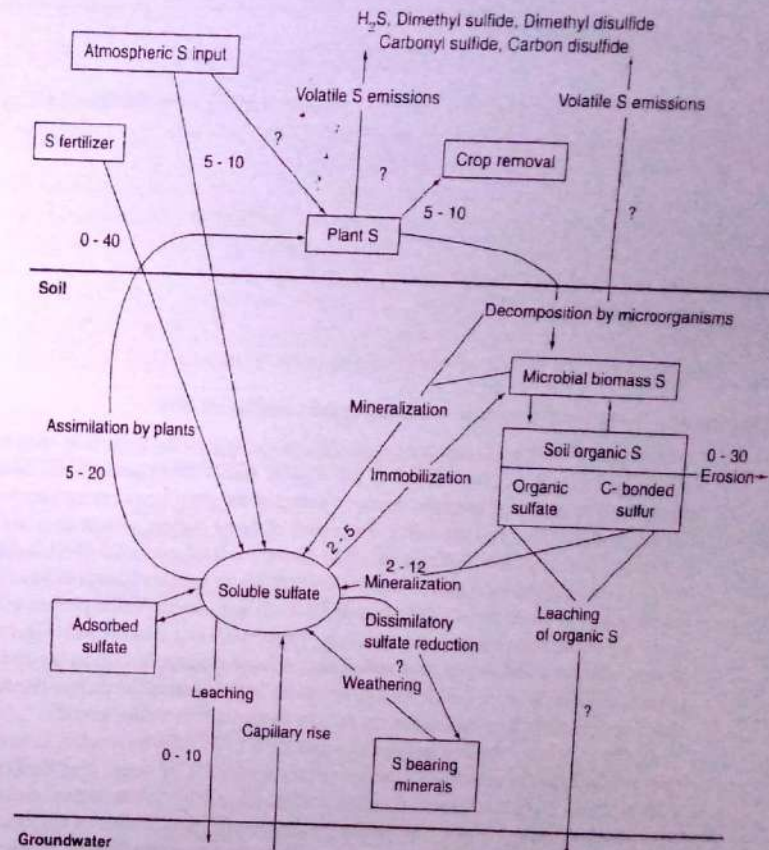 H2S, Dimethyl sulfide, Dimethyl disulfide
Carbonyl sulfide, Carbon disulfide
Atmospheric S input
Volatile S emissions
Volatile S emissions
S fertilizer
?
5 - 10
?
Crop removal
5 - 10
?
Plant S
0 - 40
Soil
Decomposition by microorganisms
Microbial biomass S
Mineralization
Assimilation by plants
5 - 20
Immobilization
Soil organic S
0 - 30
Erosion
Organic
sulfate
C- bonded
sulfur
2 - 5
2 - 12
Mineralization
Soluble sulfate
Adsorbed
sulfate
Dissimilatory
sulfate reduction
?
Leaching
of organic S
Weathering
Leaching
?
Capillary rise
0 - 10
S bearing
minerals
Groundwater